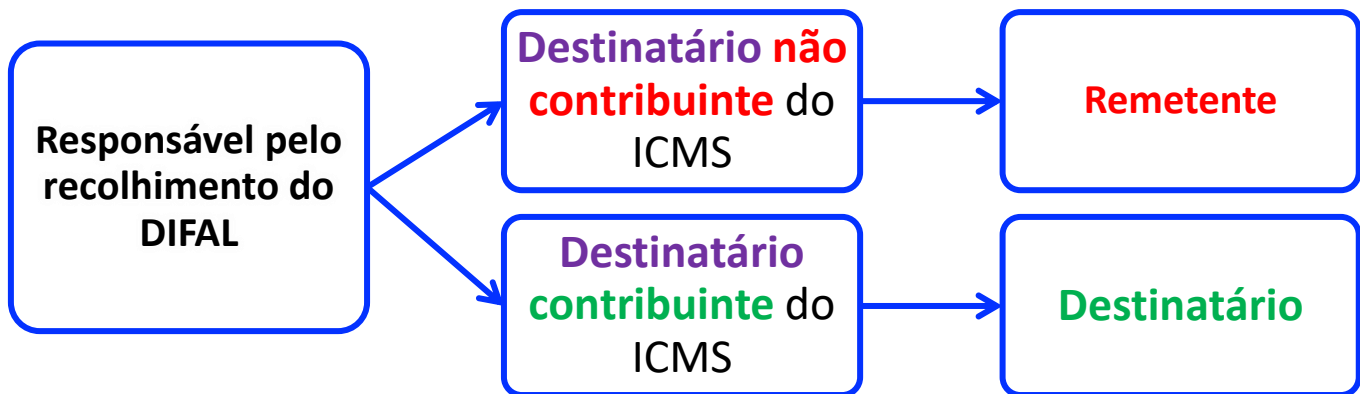 Responsável pelo
recolhimento do
DIFAL
Destinatário não
contribuinte do
ICMS
Remetente
Destinatário
contribuinte do
ICMS
Destinatário